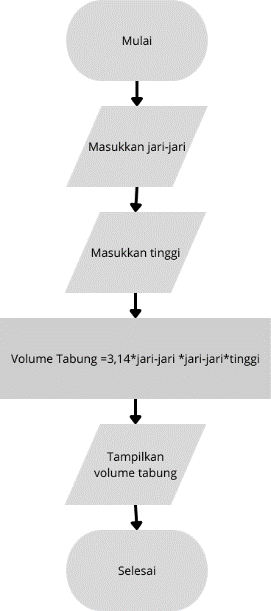 Mulai
Masukkan jari-jari
Masukkan tinggi
Volume Tabung =3,14*jari-jari *jari-jari*tinggi
Tampilkan
volume tabung
Selesai